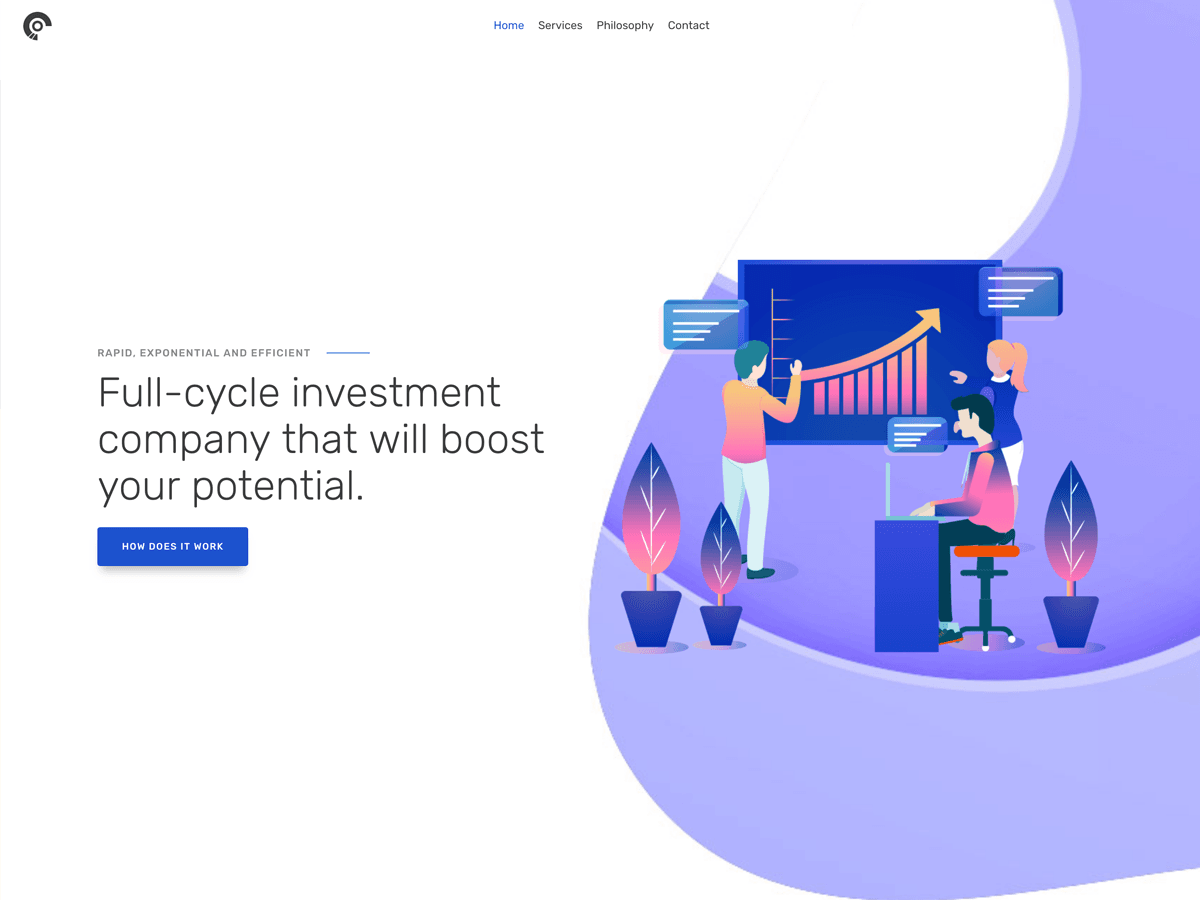 Home Services Philosophy Contact
RAPID, EXPONENTIAL AND EFFICIENT
Full-cycle investment
company that will boost
your potential.
HOW DOES IT WORK